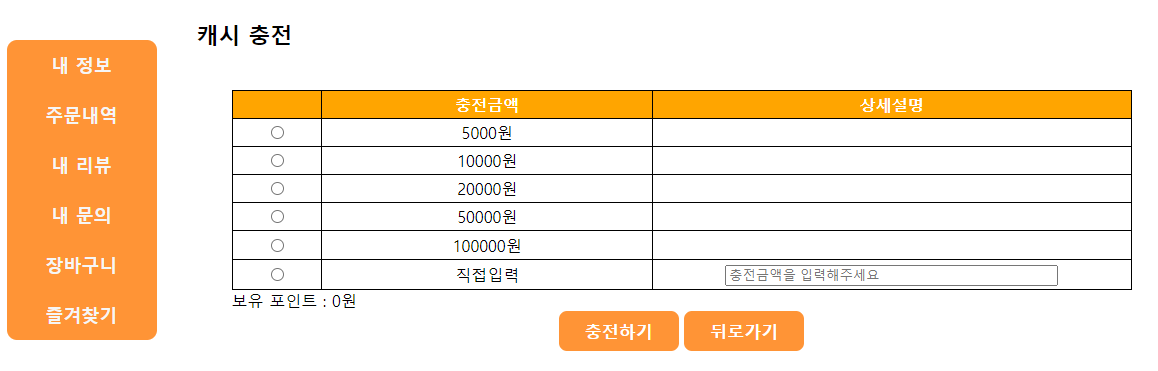 캐시 충전
내 정보
주문내역
내 리뷰
내 문의
장바구니
즐겨찾기
충전금액 상세설명
5000원
10000원
20000원
50000원
100000원
직접입력 충전금액을 입력해주세요
보유 포인트 : 0원
충전하기 뒤로가기